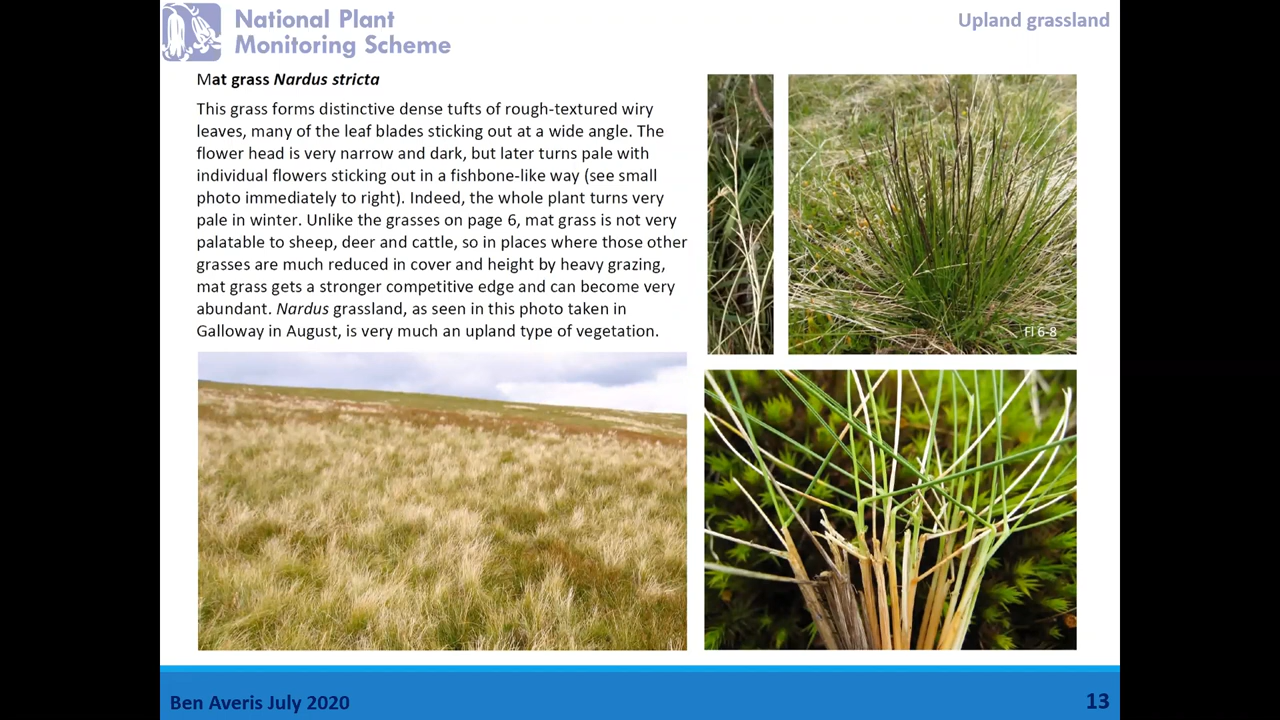 National Plant
Monitoring Scheme
Upland grassland
Mat grass Nardus stricta
This grass forms distinctive dense tufts of rough-textured wiry
leaves, many of the leaf blades sticking out at a wide angle. The
flower head is very narrow and dark, but later turns pale with
individual flowers sticking out in a fishbone-like way (see small
photo immediately to right). Indeed, the whole plant turns very
pale in winter. Unlike the grasses on page 6, mat grass is not very
palatable to sheep, deer and cattle, so in places where those other
grasses are much reduced in cover and height by heavy grazing,
mat grass gets a stronger competitive edge and can become very
abundant. Nardus grassland, as seen in this photo taken in
Galloway in August, is very much an upland type of vegetation.
Fl 6-8
Ben Averis July 2020
13